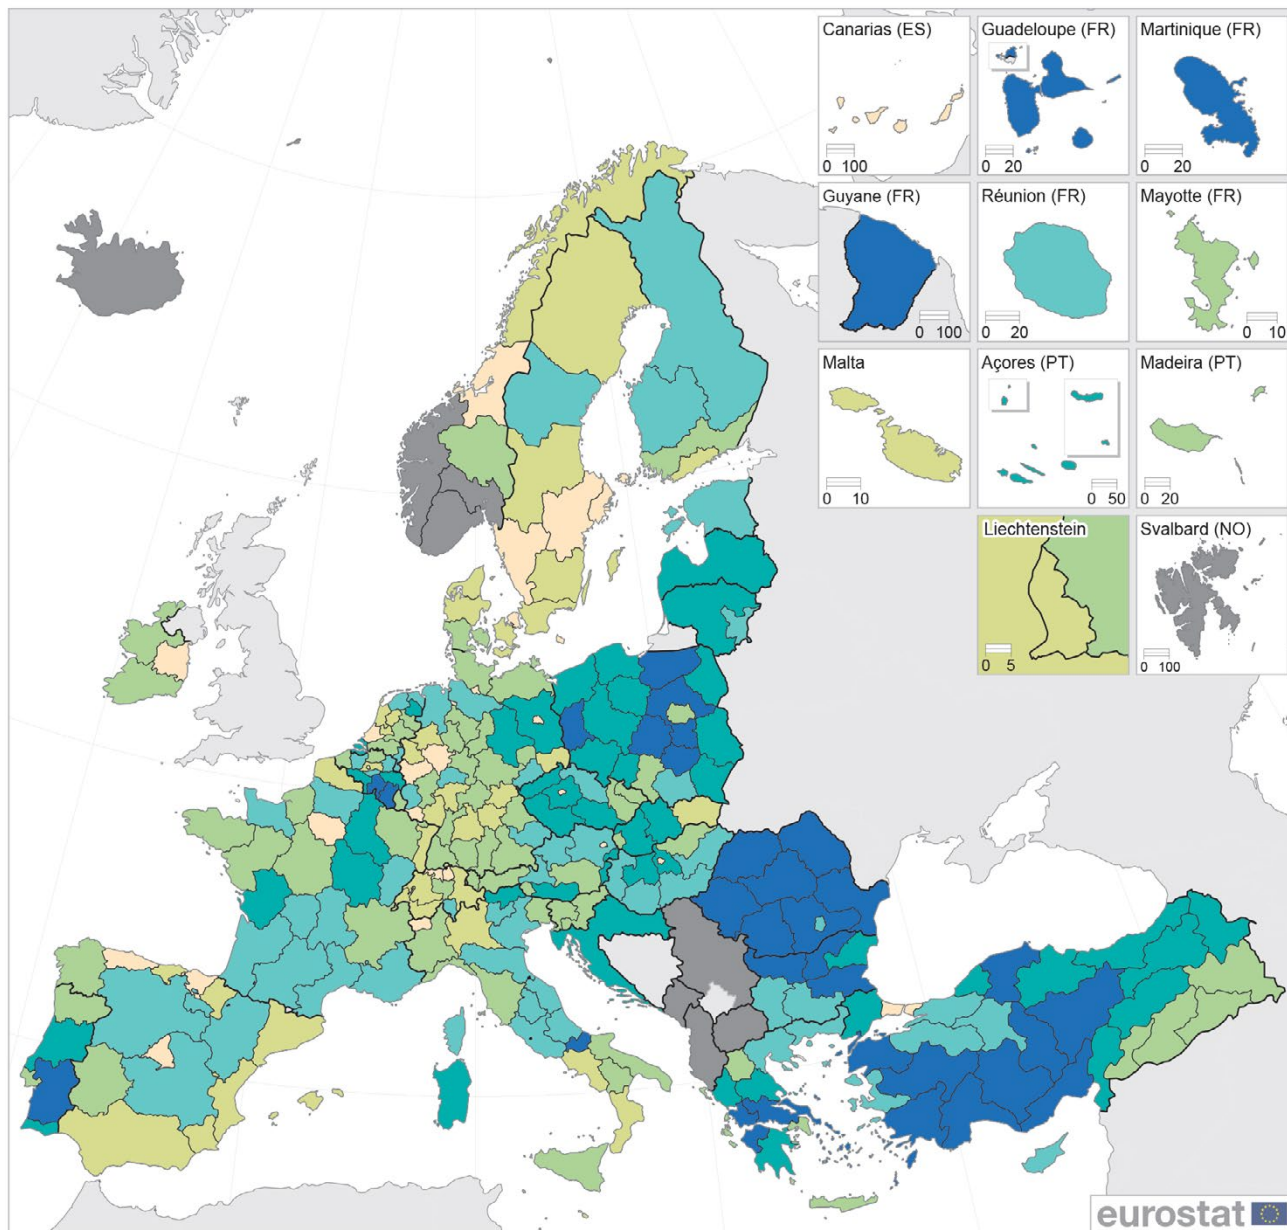 Canarias (ES)
0 100
Guadeloupe (FR)
0 20
Martinique (FR)
0 20
Guyane (FR)
0 100
Réunion (FR)
0 20
Mayotte (FR)
0 10
Malta
0 10
Açores (PT)
0 50
Madeira (PT)
0 20
Liechtenstein
0 5
Svalbard (NO)
0 100
eurostat